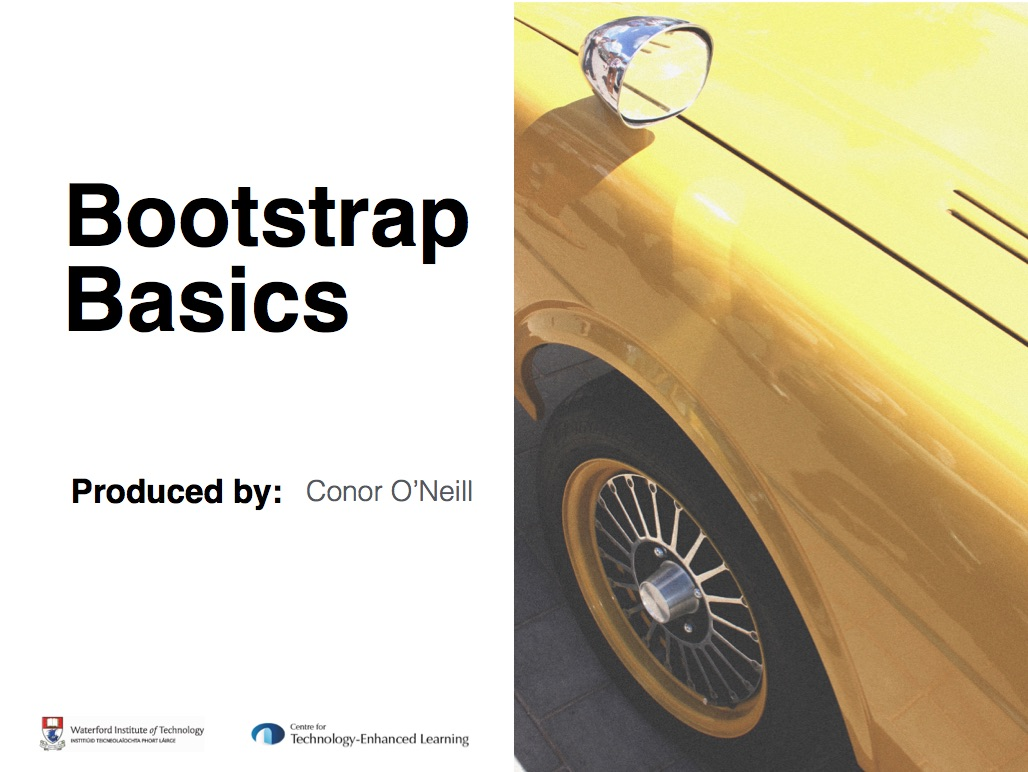 Bootstrap
Basics
Produced by: Conor O’Neill
Waterford Institute of Technology
INSTITIÚID TEICNEOLAÍOCHTA PHORT LÁIRGE
Centre for
Technology-Enhanced Learning